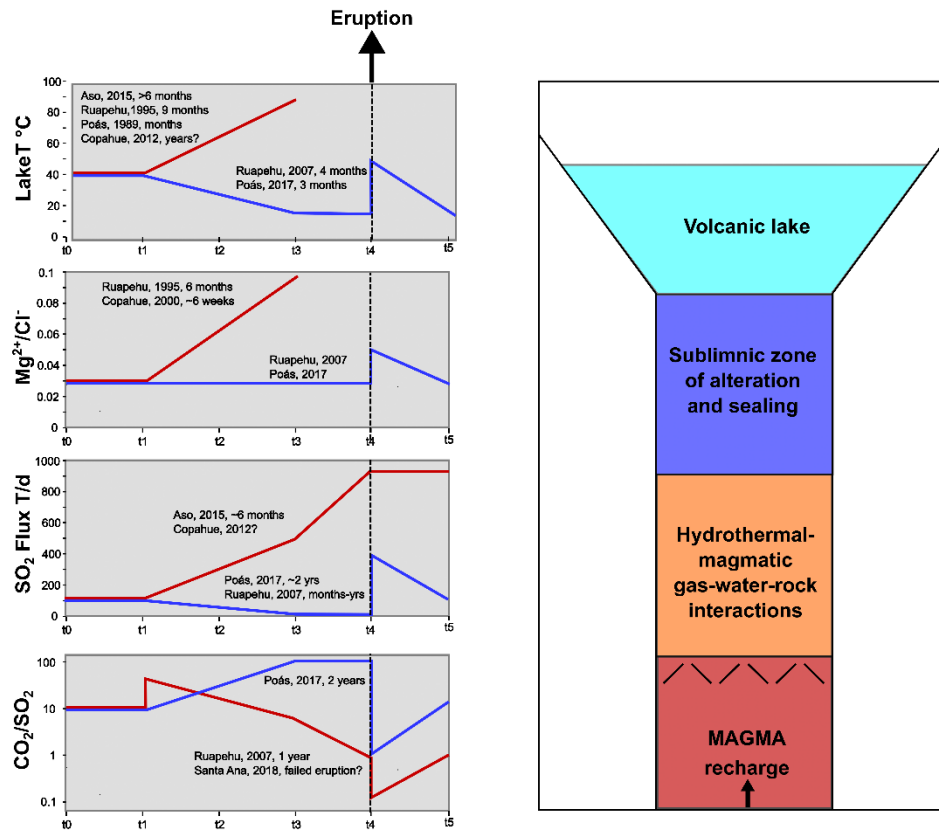 Eruption
100
80
60
40
20
0
LakeT °C
Aso, 2015, >6 months
Ruapehu,1995, 9 months
Poás, 1989, months
Copahue, 2012, years?
Ruapehu, 2007, 4 months
Poás, 2017, 3 months
t0 t1 t2 t3 t4 t5
0.1
0.08
0.06
0.04
0.02
0
Mg²⁺/Cl⁻
Ruapehu, 1995, 6 months
Copahue, 2000, ~6 weeks
Ruapehu, 2007
Poás, 2017
t0 t1 t2 t3 t4 t5
1000
800
600
400
200
0
SO₂ Flux T/d
Aso, 2015, ~6 months
Copahue, 2012?
Poás, 2017, ~2 yrs
Ruapehu, 2007, months-yrs
t0 t1 t2 t3 t4 t5
100
10
1
0.1
CO₂/SO₂
Poás, 2017, 2 years
Ruapehu, 2007, 1 year
Santa Ana, 2018, failed eruption?
t0 t1 t2 t3 t4 t5
Volcanic lake
Sublimnic zone
of alteration
and sealing
Hydrothermal-
magmatic
gas-water-rock
interactions
MAGMA
recharge